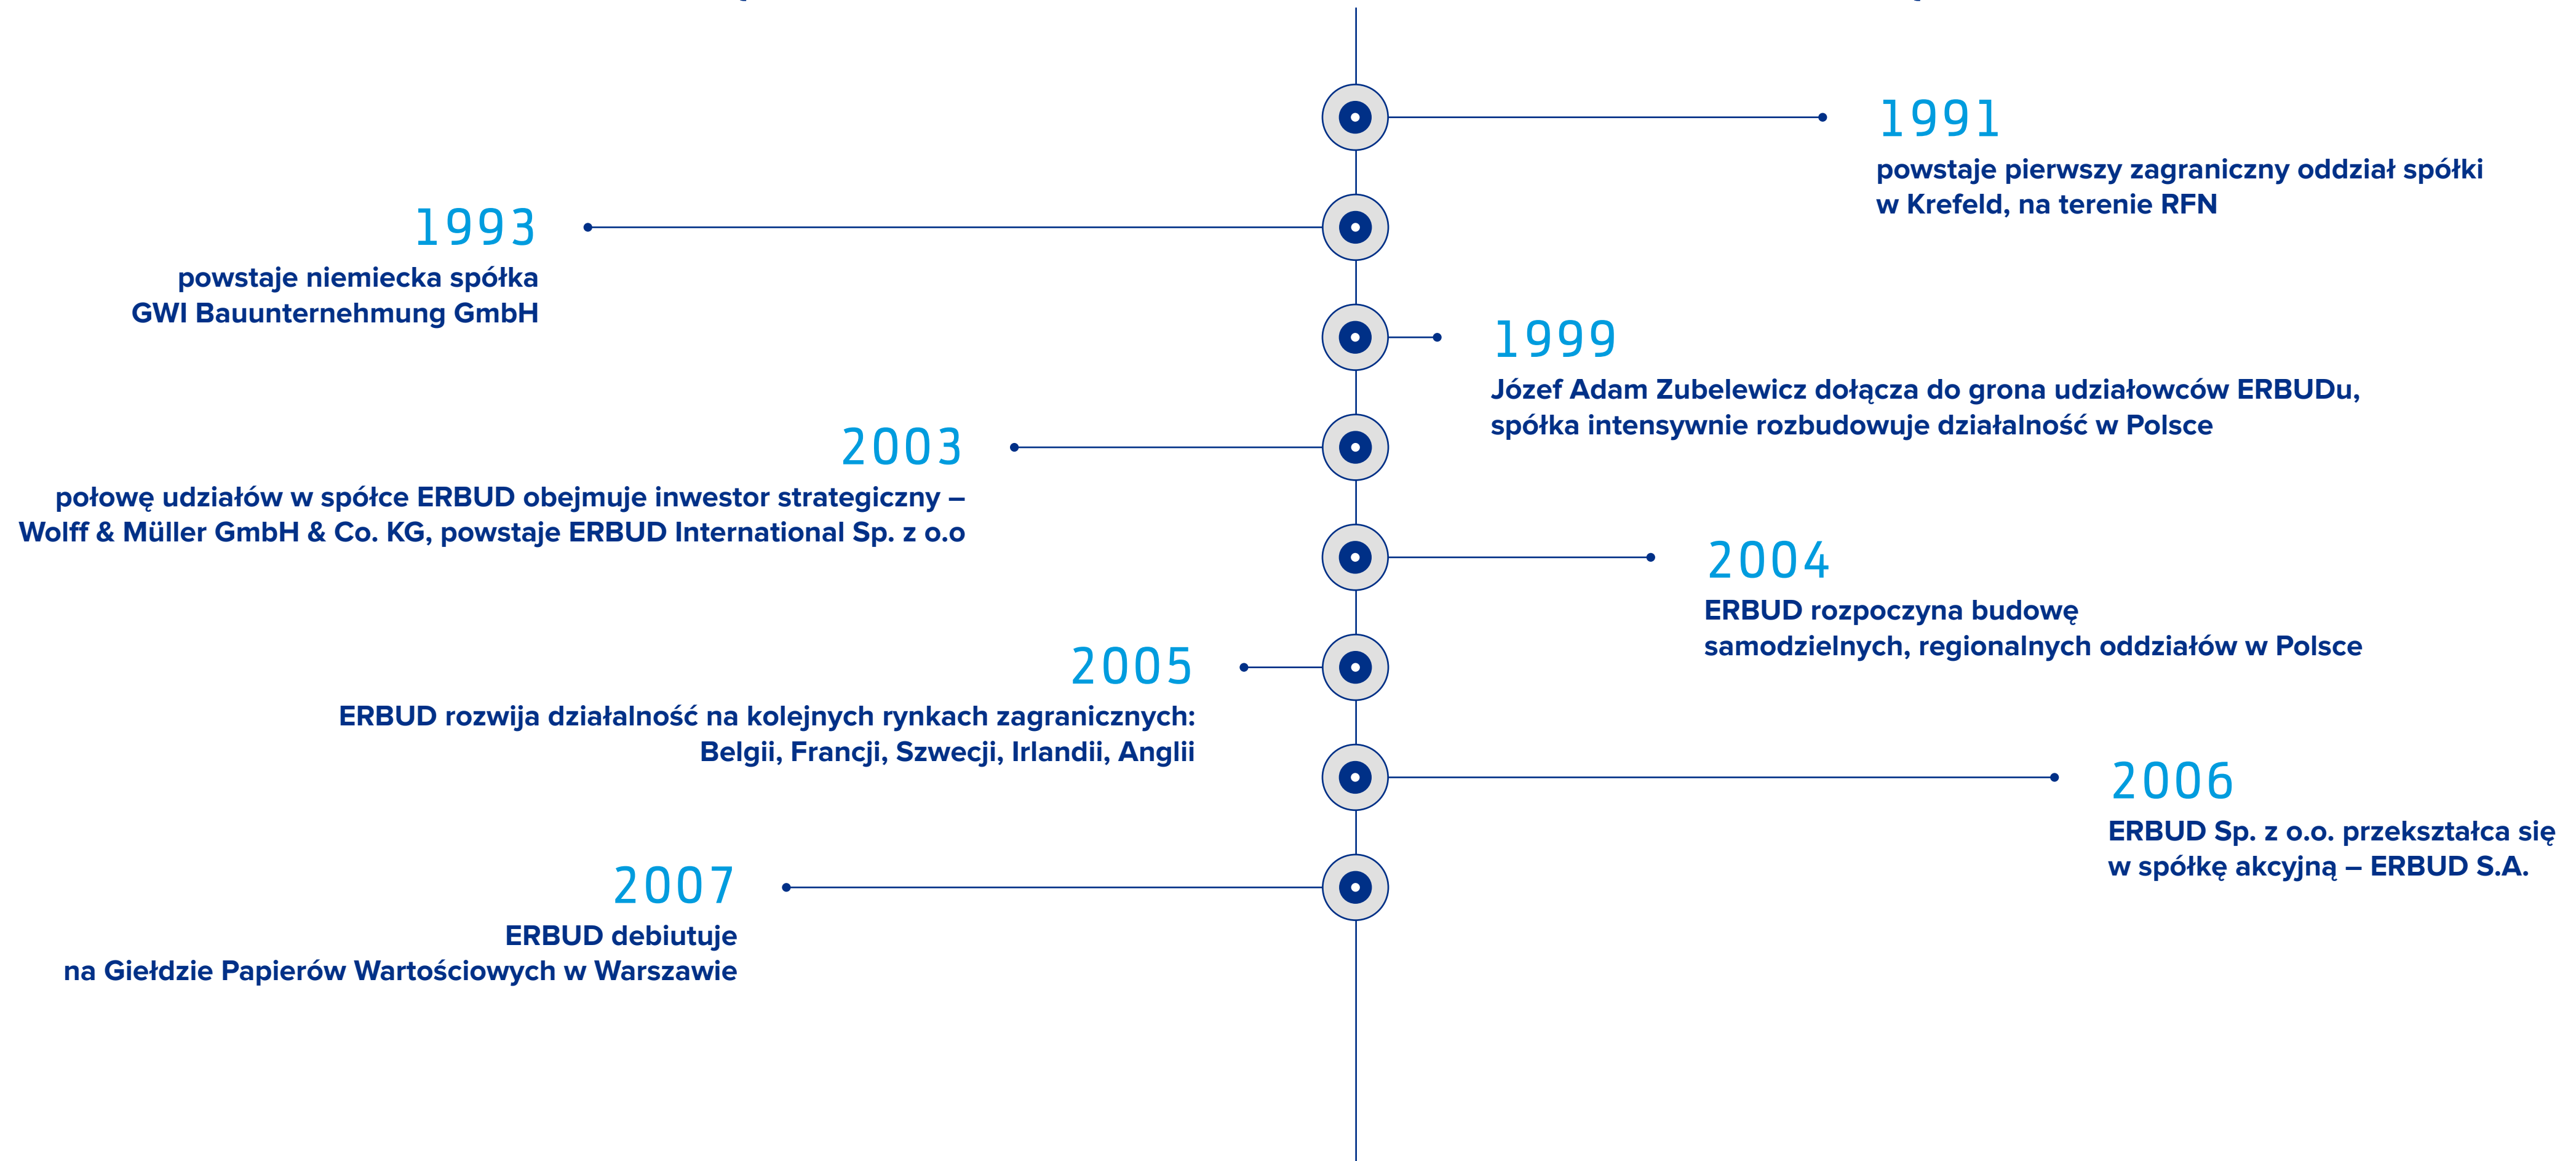 1991
powstaje pierwszy zagraniczny oddział spółki
w Krefeld, na terenie RFN
1993
powstaje niemiecka spółka
GWI Bauunternehmung GmbH
1999
Józef Adam Zubelewicz dołącza do grona udziałowców ERBUDu,
spółka intensywnie rozbudowuje działalność w Polsce
2003
połowę udziałów w spółce ERBUD obejmuje inwestor strategiczny –
Wolff & Müller GmbH & Co. KG, powstaje ERBUD International Sp. z o.o
2004
ERBUD rozpoczyna budowę
samodzielnych, regionalnych oddziałów w Polsce
2005
ERBUD rozwija działalność na kolejnych rynkach zagranicznych:
Belgii, Francji, Szwecji, Irlandii, Anglii
2006
ERBUD Sp. z o.o. przekształca się
w spółkę akcyjną – ERBUD S.A.
2007
ERBUD debiutuje
na Giełdzie Papierów Wartościowych w Warszawie